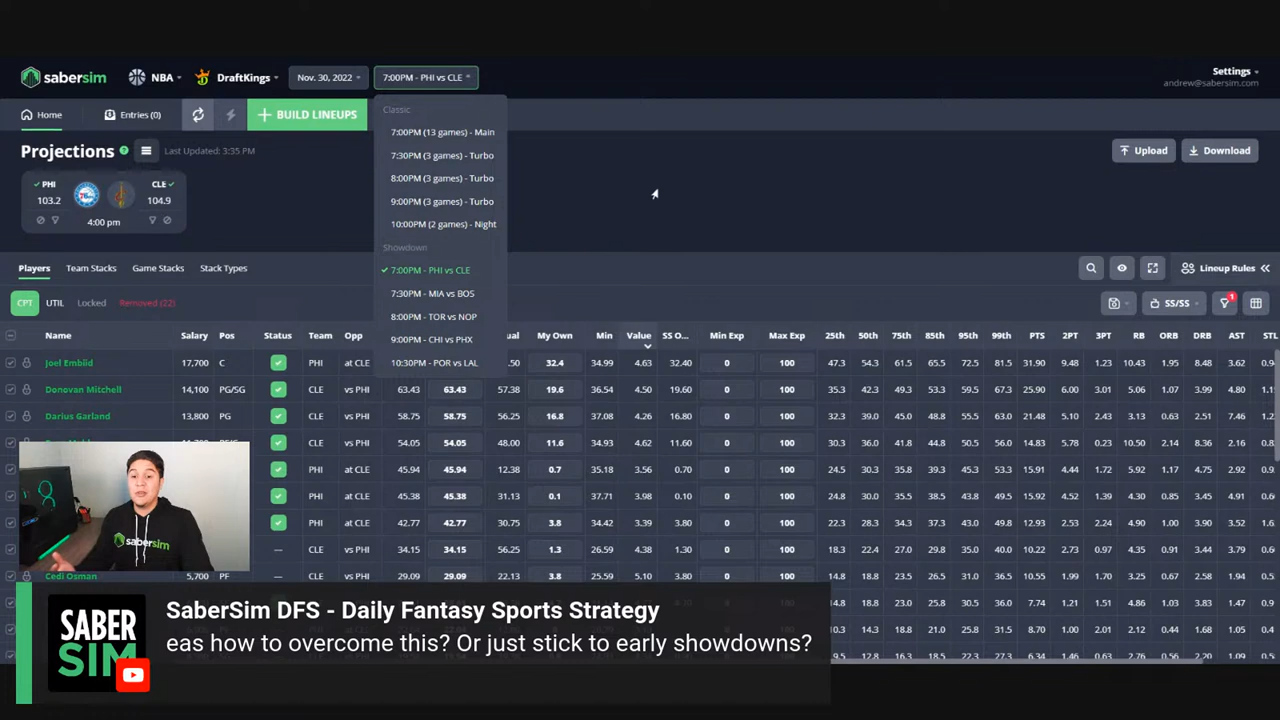 sabersim NBA DraftKings Nov. 30, 2022 7:00PM - PHI vs CLE Settings
andrew@sabersim.com
Home Entries (0) + BUILD LINEUPS
Classic
7:00PM (13 games) - Main
7:30PM (3 games) - Turbo
8:00PM (3 games) - Turbo
9:00PM (3 games) - Turbo
10:00PM (2 games) - Night
Showdown
7:00PM - PHI vs CLE
7:30PM - MIA vs BOS
8:00PM - TOR vs NOP
9:00PM - CHI vs PHX
10:30PM - POR vs LAL
Projections ? Last Updated: 3:35 PM Upload Download
PHI CLE
103.2 104.9
4:00 pm
Players Team Stacks Game Stacks Stack Types Lineup Rules
CPT UTIL Locked Removed (22) SS/SS 1
Name Salary Pos Status Team Opp My Own Min Value SS O... Min Exp Max Exp 25th 50th 75th 85th 95th 99th PTS 2PT 3PT RB ORB DRB AST STL
Joel Embiid 17,700 C PHI at CLE 32.4 34.99 4.63 32.40 0 100 47.3 54.3 63.4 65.5 72.5 81.5 31.90 9.48 1.22 10.43 1.95 8.48 3.62
Donovan Mitchell 14,100 PG/SG CLE vs PHI 63.43 63.43 57.38 19.6 36.54 4.50 19.60 0 100 35.3 42.3 49.3 53.3 59.5 66.3 25.90 6.00 3.01 5.06 1.07 3.99 4.80
Darius Garland 13,800 PG CLE vs PHI 58.75 58.75 56.25 16.8 37.08 4.26 16.80 0 100 32.3 39.0 45.0 48.8 55.5 63.0 21.48 5.10 2.43 3.13 0.63 2.51 7.46
CLE vs PHI 54.05 54.05 48.00 11.6 34.93 4.62 11.60 0 100 30.3 36.0 41.8 44.8 50.3 56.0 14.83 5.78 0.23 10.50 2.14 8.36 2.16
PHI at CLE 45.94 45.94 12.38 0.7 35.18 3.56 0.70 0 100 24.5 30.3 35.8 39.3 45.3 53.3 15.91 4.44 1.72 5.92 1.17 4.75 2.92
PHI at CLE 45.38 45.38 31.13 0.1 37.71 3.98 0.10 0 100 24.8 30.0 35.5 38.5 43.8 51.3 15.92 4.52 1.39 4.30 0.85 3.45 4.91
PHI at CLE 42.77 42.77 30.75 3.8 34.42 3.39 3.80 0 100 22.3 28.3 34.3 37.3 43.0 49.8 12.93 2.53 2.24 4.90 1.00 3.90
— CLE vs PHI 34.15 34.15 56.25 1.3 26.59 4.38 1.30 0 100 18.3 22.4 27.0 29.8 35.0 40.0 10.22 2.73 0.97 4.35 0.91 3.44 3.79
Cedi Osman 5,700 PF — CLE vs PHI 29.09 29.09 22.13 3.8 25.59 5.10 3.80 0 100 14.8 18.8 23.5 26.5 31.0 36.5 10.55 1.99 1.70 3.25 0.67 2.58
SABER SIM
SaberSim DFS - Daily Fantasy Sports Strategy
eas how to overcome this? Or just stick to early showdowns?
sabersim